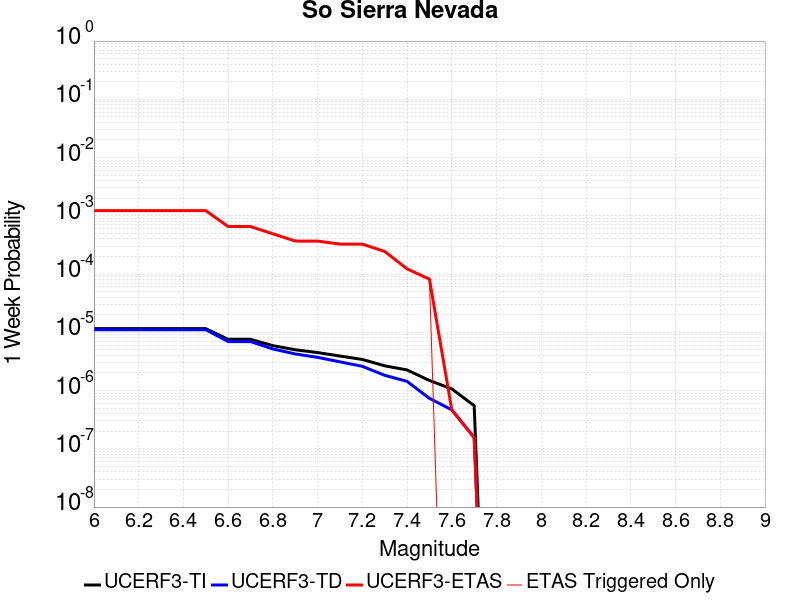 So Sierra Nevada
10^0
10^-1
10^-2
10^-3
10^-4
10^-5
10^-6
10^-7
10^-8
1 Week Probability
6 6.2 6.4 6.6 6.8 7 7.2 7.4 7.6 7.8 8 8.2 8.4 8.6 8.8 9
Magnitude
UCERF3-TI UCERF3-TD UCERF3-ETAS ETAS Triggered Only